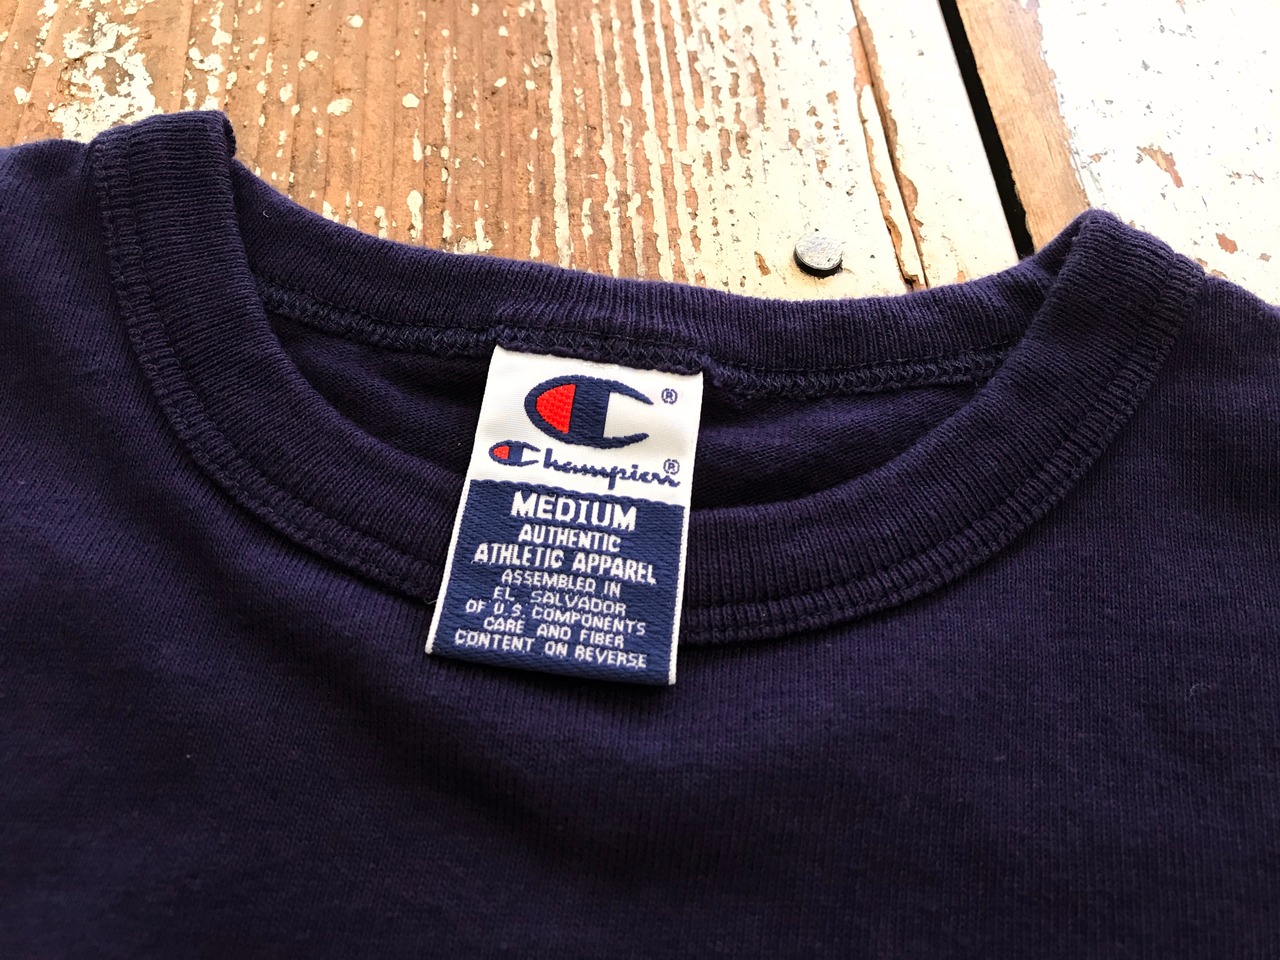 C®
Champion®
MEDIUM
AUTHENTIC
ATHLETIC APPAREL
ASSEMBLED IN
EL SALVADOR
OF U.S. COMPONENTS
CARE AND FIBER
CONTENT ON REVERSE